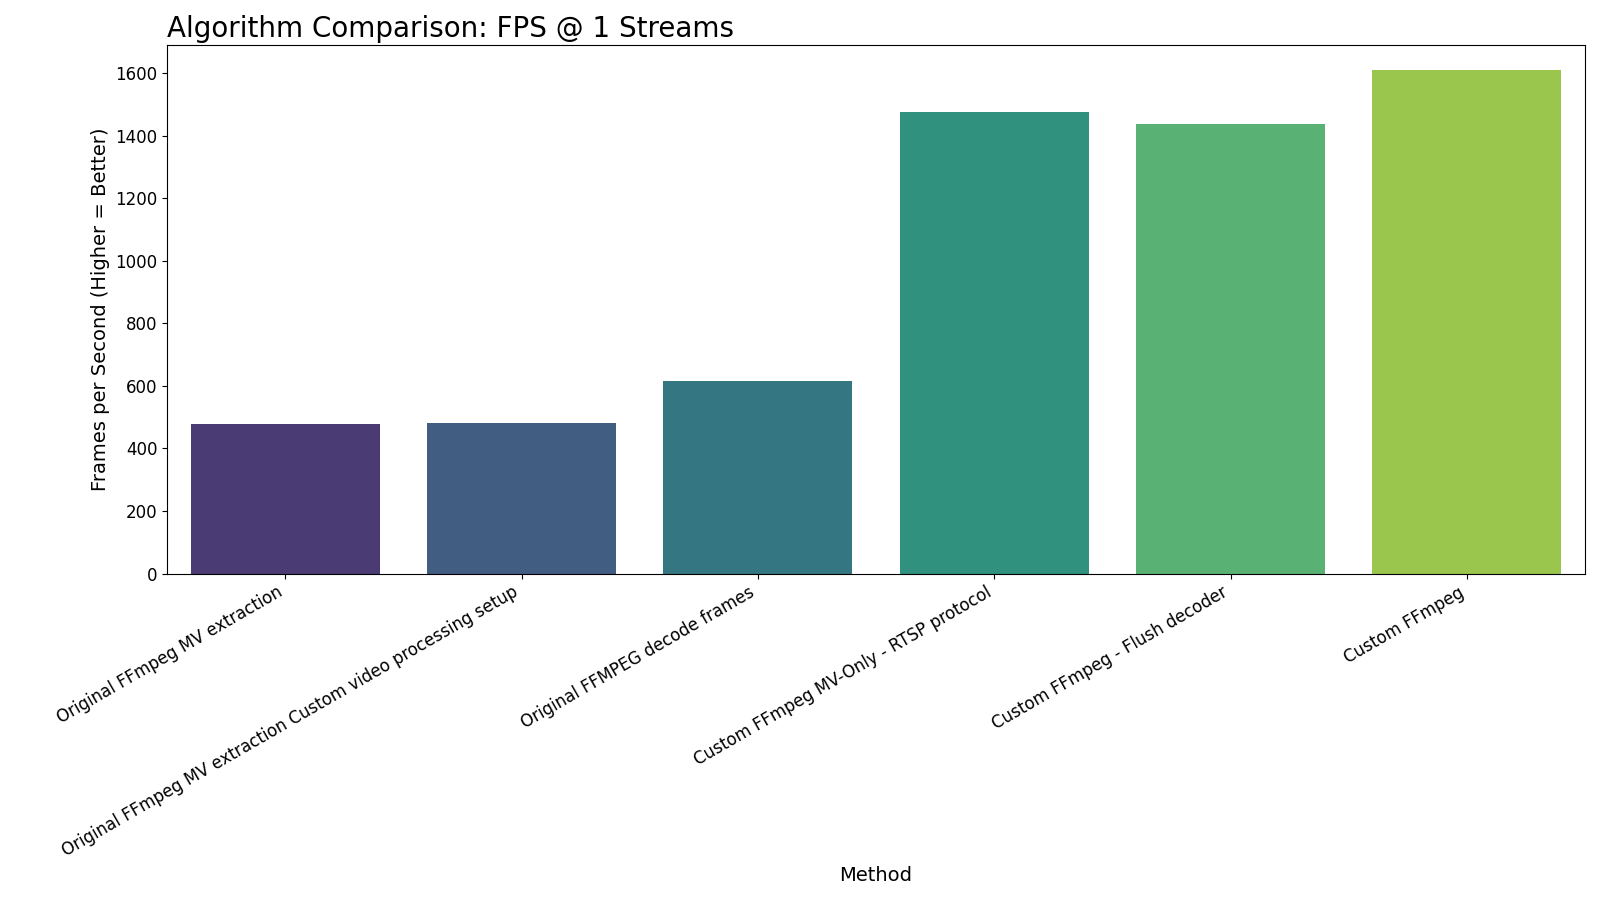 Algorithm Comparison: FPS @ 1 Streams
Frames per Second (Higher = Better)
1600
1400
1200
1000
800
600
400
200
0
Original FFmpeg MV extraction
Original FFmpeg MV extraction Custom video processing setup
Original FFMPEG decode frames
Custom FFmpeg MV-Only - RTSP protocol
Custom FFmpeg - Flush decoder
Custom FFmpeg
Method